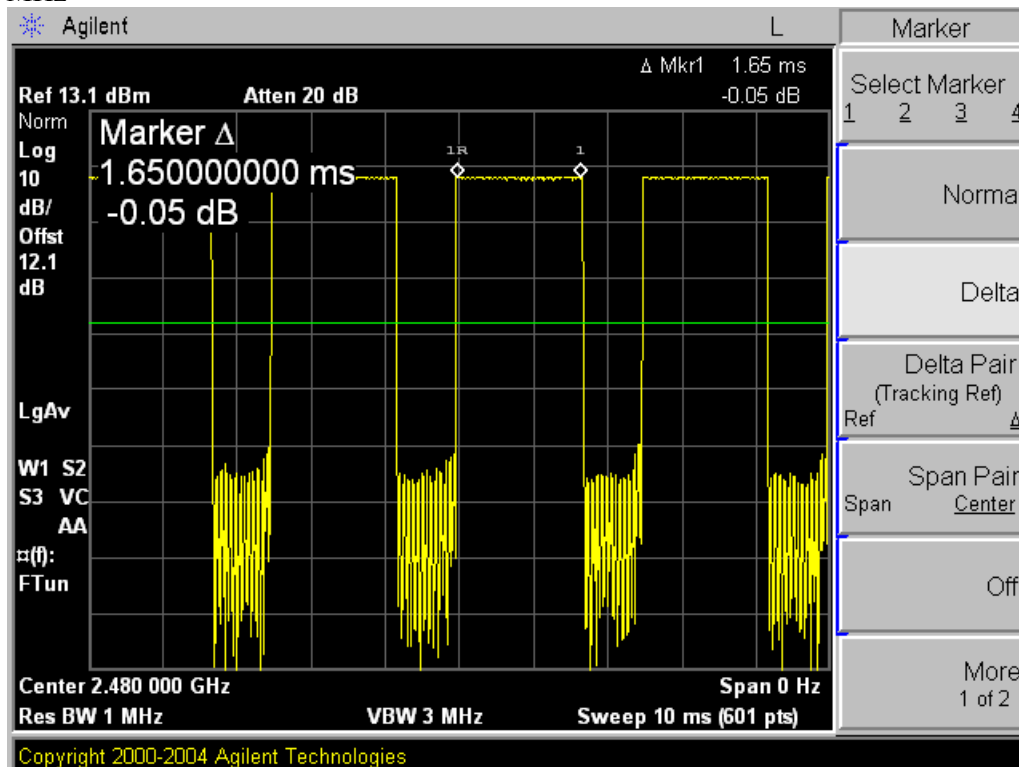 MHz
Agilent
L
Marker
Δ Mkr1 1.65 ms
Ref 13.1 dBm Atten 20 dB -0.05 dB
Norm
Log
10
dB/
Offst
12.1
dB
Marker Δ
1.650000000 ms
-0.05 dB
1R
1
LgAv
W1 S2
S3 VC
AA
¤(f):
FTun
Center 2.480 000 GHz Span 0 Hz
Res BW 1 MHz VBW 3 MHz Sweep 10 ms (601 pts)
Select Marker
1 2 3 4
Norma
Delta
Delta Pair
(Tracking Ref)
Ref Δ
Span Pair
Span Center
Off
More
1 of 2
Copyright 2000-2004 Agilent Technologies